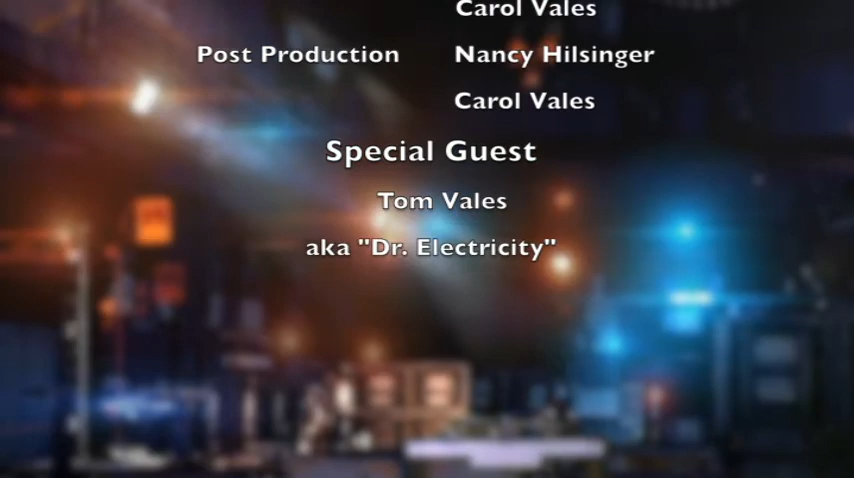 Carol Vales
Post Production Nancy Hilsinger
Carol Vales
Special Guest
Tom Vales
aka "Dr. Electricity"